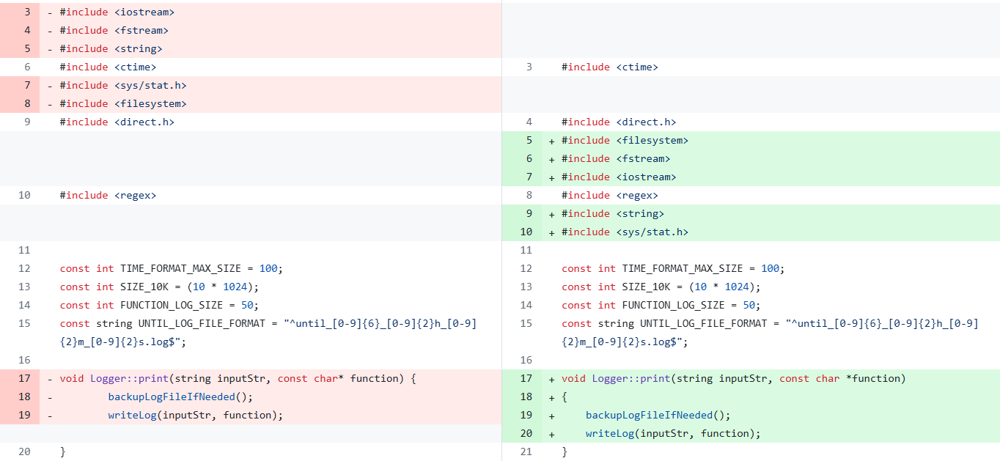 3 - #include <iostream>
4 - #include <fstream>
5 - #include <string>
6 #include <ctime> 3 #include <ctime>
7 - #include <sys/stat.h>
8 - #include <filesystem>
9 #include <direct.h> 4 #include <direct.h>
5 + #include <filesystem>
6 + #include <fstream>
7 + #include <iostream>
10 #include <regex> 8 #include <regex>
9 + #include <string>
10 + #include <sys/stat.h>
11 11
12 const int TIME_FORMAT_MAX_SIZE = 100; 12 const int TIME_FORMAT_MAX_SIZE = 100;
13 const int SIZE_10K = (10 * 1024); 13 const int SIZE_10K = (10 * 1024);
14 const int FUNCTION_LOG_SIZE = 50; 14 const int FUNCTION_LOG_SIZE = 50;
15 const string UNTIL_LOG_FILE_FORMAT = "^until_[0-9]{6}_[0-9]{2}h_[0-9] 15 const string UNTIL_LOG_FILE_FORMAT = "^until_[0-9]{6}_[0-9]{2}h_[0-9]
{2}m_[0-9]{2}s.log$"; {2}m_[0-9]{2}s.log$";
16 16
17 - void Logger::print(string inputStr, const char* function) { 17 + void Logger::print(string inputStr, const char *function)
18 - backupLogFileIfNeeded(); 18 + {
19 - writeLog(inputStr, function); 19 + backupLogFileIfNeeded();
20 + writeLog(inputStr, function);
20 } 21 }